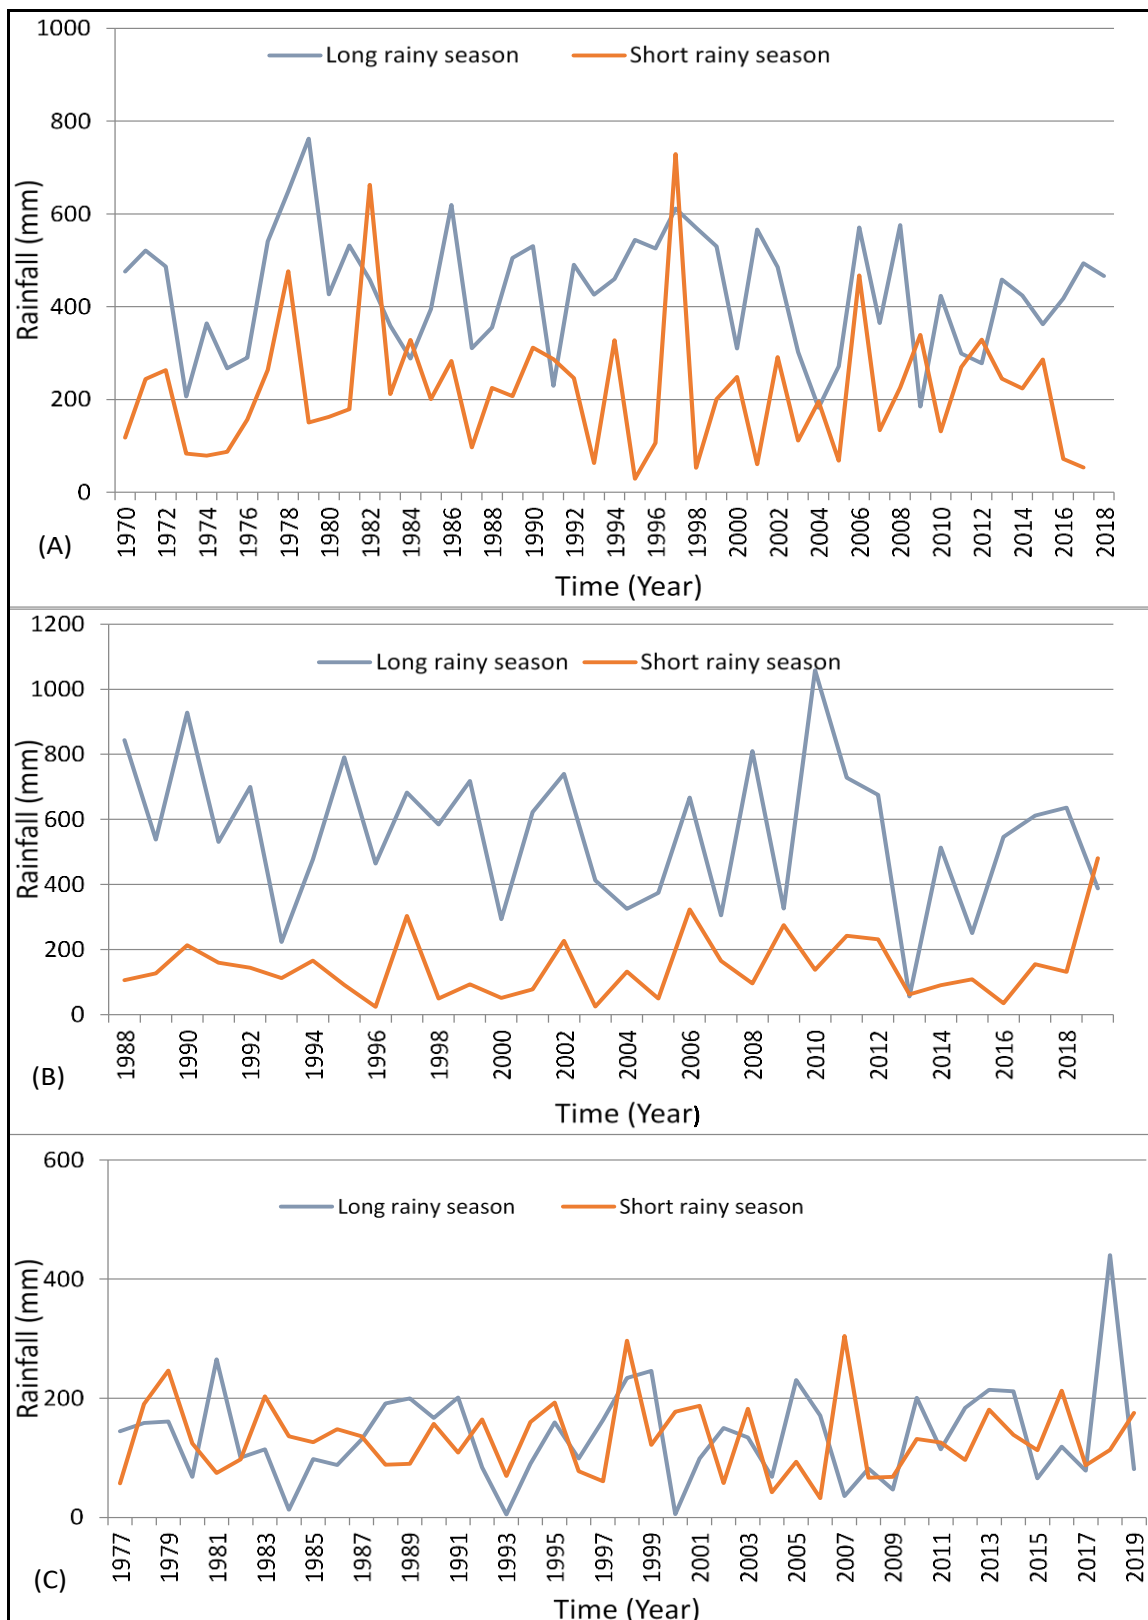 1000
Long rainy season Short rainy season
800
600
400
200
0
Rainfall (mm)
1970 1972 1974 1976 1978 1980 1982 1984 1986 1988 1990 1992 1994 1996 1998 2000 2002 2004 2006 2008 2010 2012 2014 2016 2018
(A)
Time (Year)
1200
Long rainy season Short rainy season
1000
800
600
400
200
0
Rainfall (mm)
1988 1990 1992 1994 1996 1998 2000 2002 2004 2006 2008 2010 2012 2014 2016 2018
(B)
Time (Year)
600
Long rainy season Short rainy season
400
200
0
Rainfall (mm)
1977 1979 1981 1983 1985 1987 1989 1991 1993 1995 1997 1999 2001 2003 2005 2007 2009 2011 2013 2015 2017 2019
(C)
Time (Year)